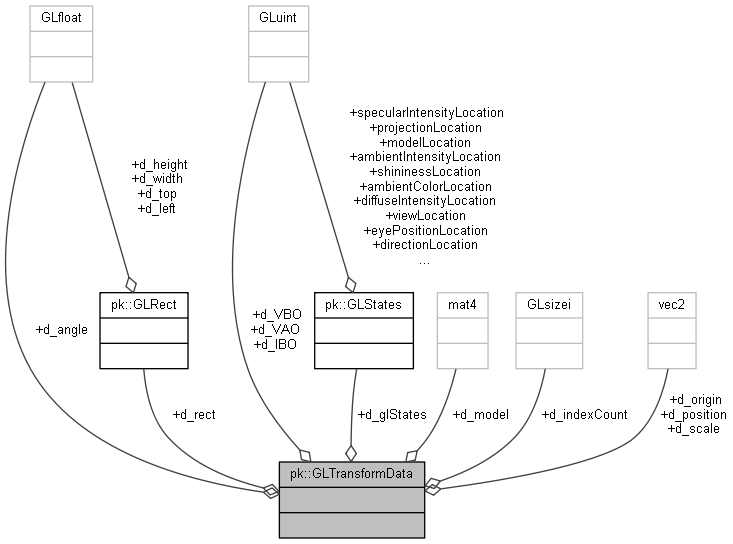 GLfloat
GLuint
+specularIntensityLocation
+projectionLocation
+modelLocation
+ambientIntensityLocation
+shininessLocation
+ambientColorLocation
+diffuseIntensityLocation
+viewLocation
+eyePositionLocation
+directionLocation
...
+d_height
+d_width
+d_top
+d_left
pk::GLRect
pk::GLStates
mat4
GLsizei
vec2
+d_angle
+d_VBO
+d_VAO
+d_IBO
+d_rect
+d_glStates
+d_model
+d_indexCount
+d_origin
+d_position
+d_scale
pk::GLTransformData